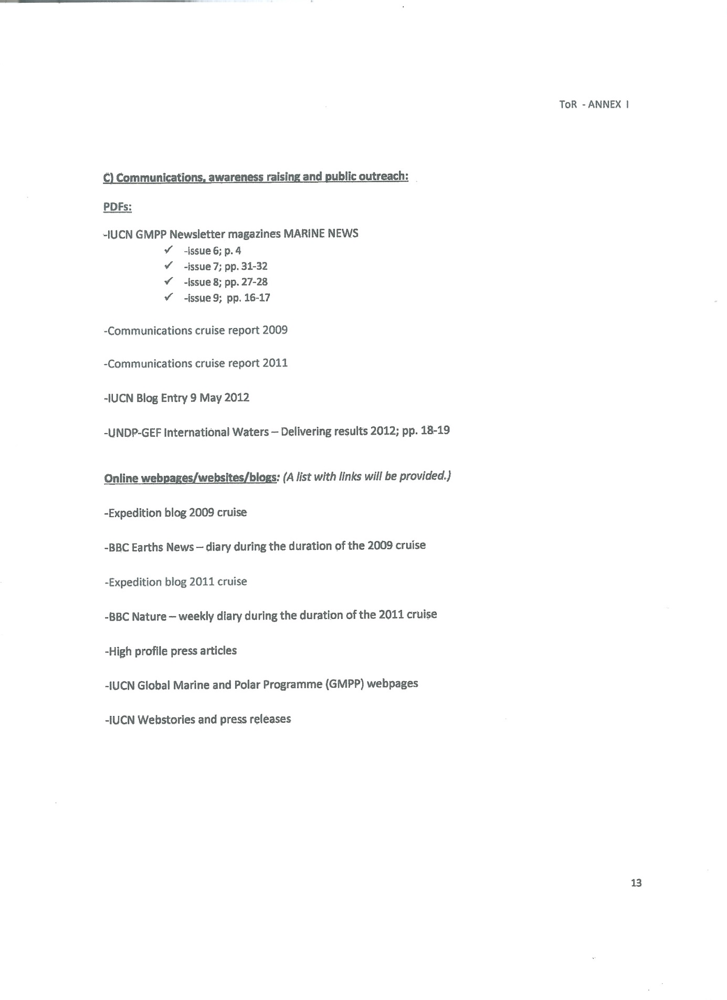 ToR - ANNEX I
C) Communications, awareness raising and public outreach:
PDFs:
-IUCN GMPP Newsletter magazines MARINE NEWS
✓ -issue 6; p. 4
✓ -issue 7; pp. 31-32
✓ -issue 8; pp. 27-28
✓ -issue 9; pp. 16-17
-Communications cruise report 2009
-Communications cruise report 2011
-IUCN Blog Entry 9 May 2012
-UNDP-GEF International Waters – Delivering results 2012; pp. 18-19
Online webpages/websites/blogs: (A list with links will be provided.)
-Expedition blog 2009 cruise
-BBC Earths News – diary during the duration of the 2009 cruise
-Expedition blog 2011 cruise
-BBC Nature – weekly diary during the duration of the 2011 cruise
-High profile press articles
-IUCN Global Marine and Polar Programme (GMPP) webpages
-IUCN Webstories and press releases
13